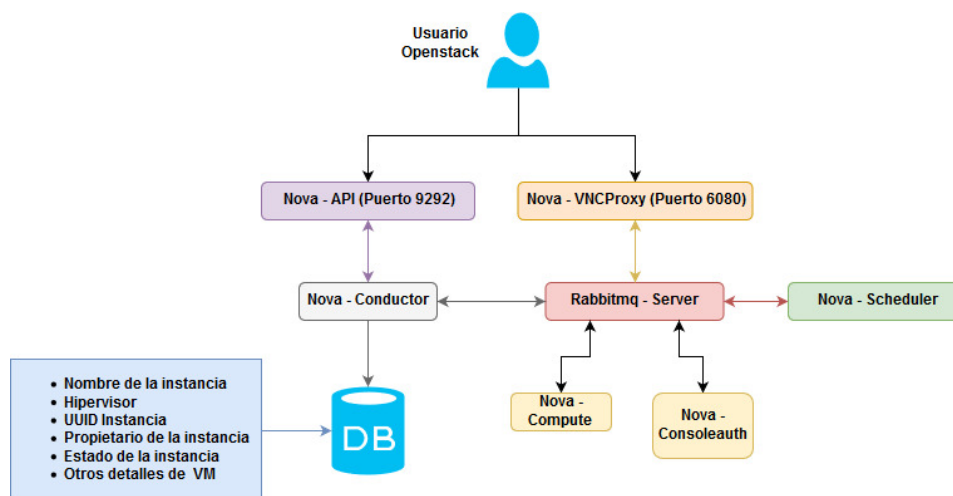 Usuario
Openstack
Nova - API (Puerto 9292)
Nova - VNCProxy (Puerto 6080)
Nova - Conductor
Rabbitmq - Server
Nova - Scheduler
• Nombre de la instancia
• Hipervisor
• UUID Instancia
• Propietario de la instancia
• Estado de la instancia
• Otros detalles de VM
DB
Nova -
Compute
Nova -
Consoleauth